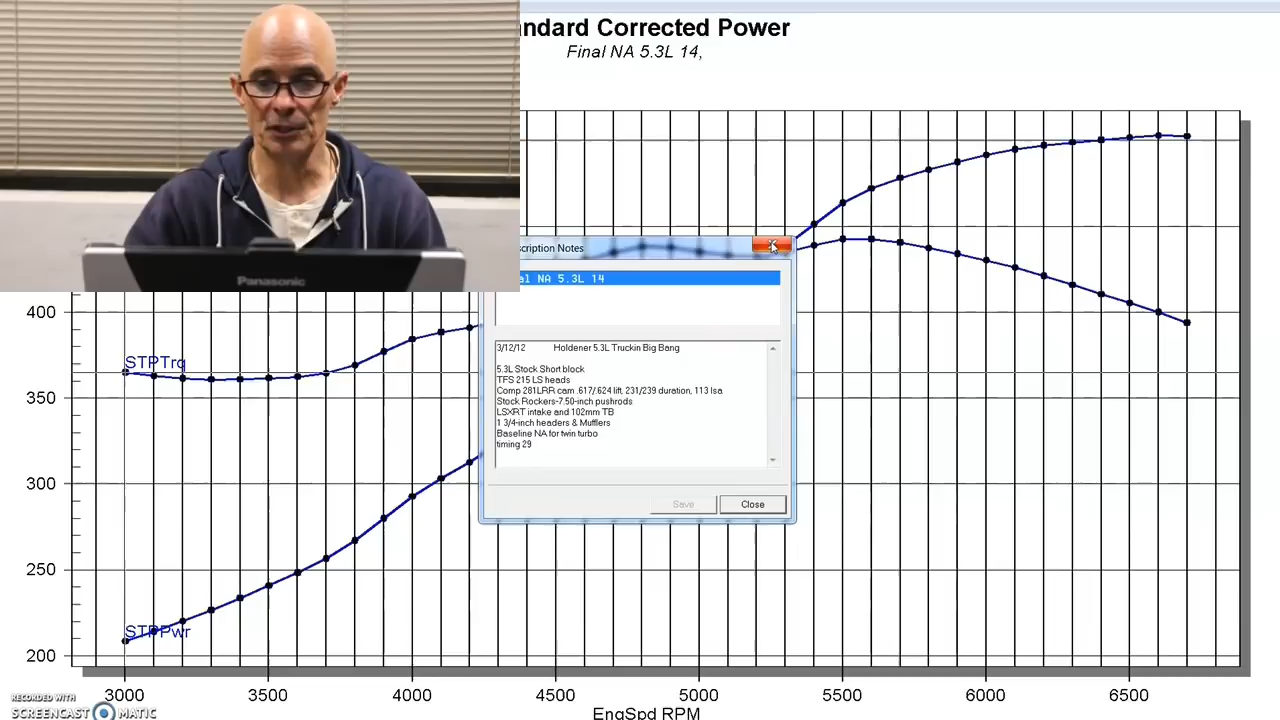 ndard Corrected Power
Final NA 5.3L 14,
Panasonic
scription Notes
al NA 5.3L 14
3/12/12 Holdener 5.3L Truckin Big Bang
5.3L Stock Short block
TFS 215 LS heads
Comp 281LRR cam .617/.624 lift, 231/239 duration, 113 lsa
Stock Rockers-7.50-inch pushrods
LSXRT intake and 102mm TB
1 3/4-inch headers & Mufflers
Baseline NA for twin turbo
timing 29
Save Close
400
350
300
250
200
STPTrq
STPPwr
3000 3500 4000 4500 5000 5500 6000 6500
EngSpd RPM
RECORDED WITH
SCREENCAST MATIC